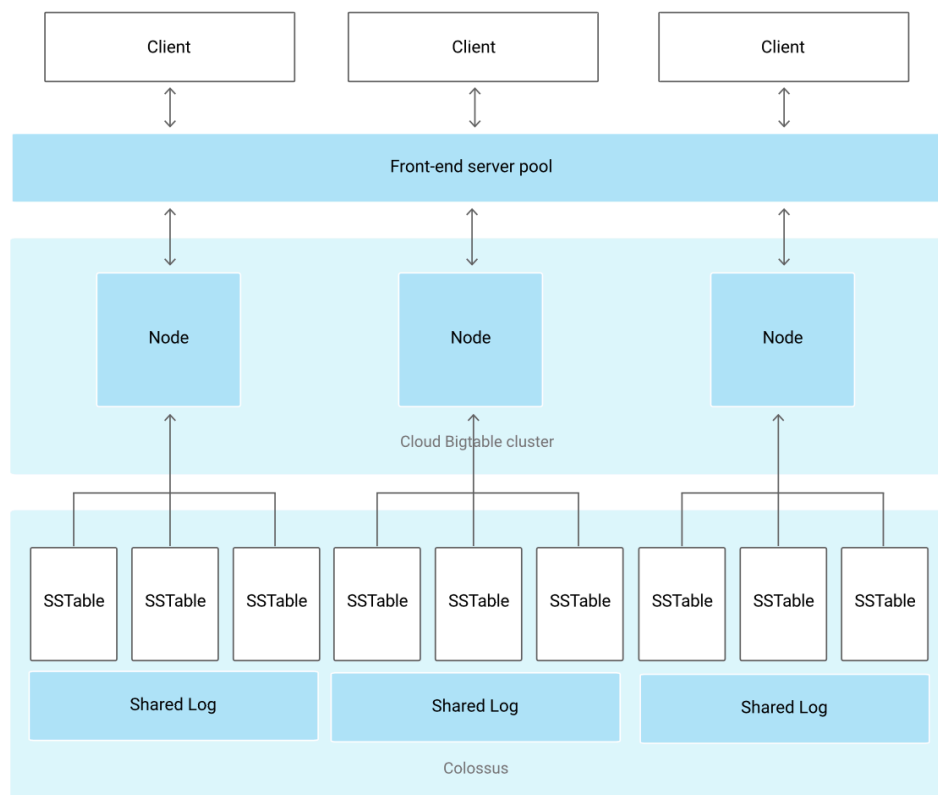 Client
Client
Client
Front-end server pool
Node
Node
Node
Cloud Bigtable cluster
SSTable
SSTable
SSTable
SSTable
SSTable
SSTable
SSTable
SSTable
SSTable
Shared Log
Shared Log
Shared Log
Colossus